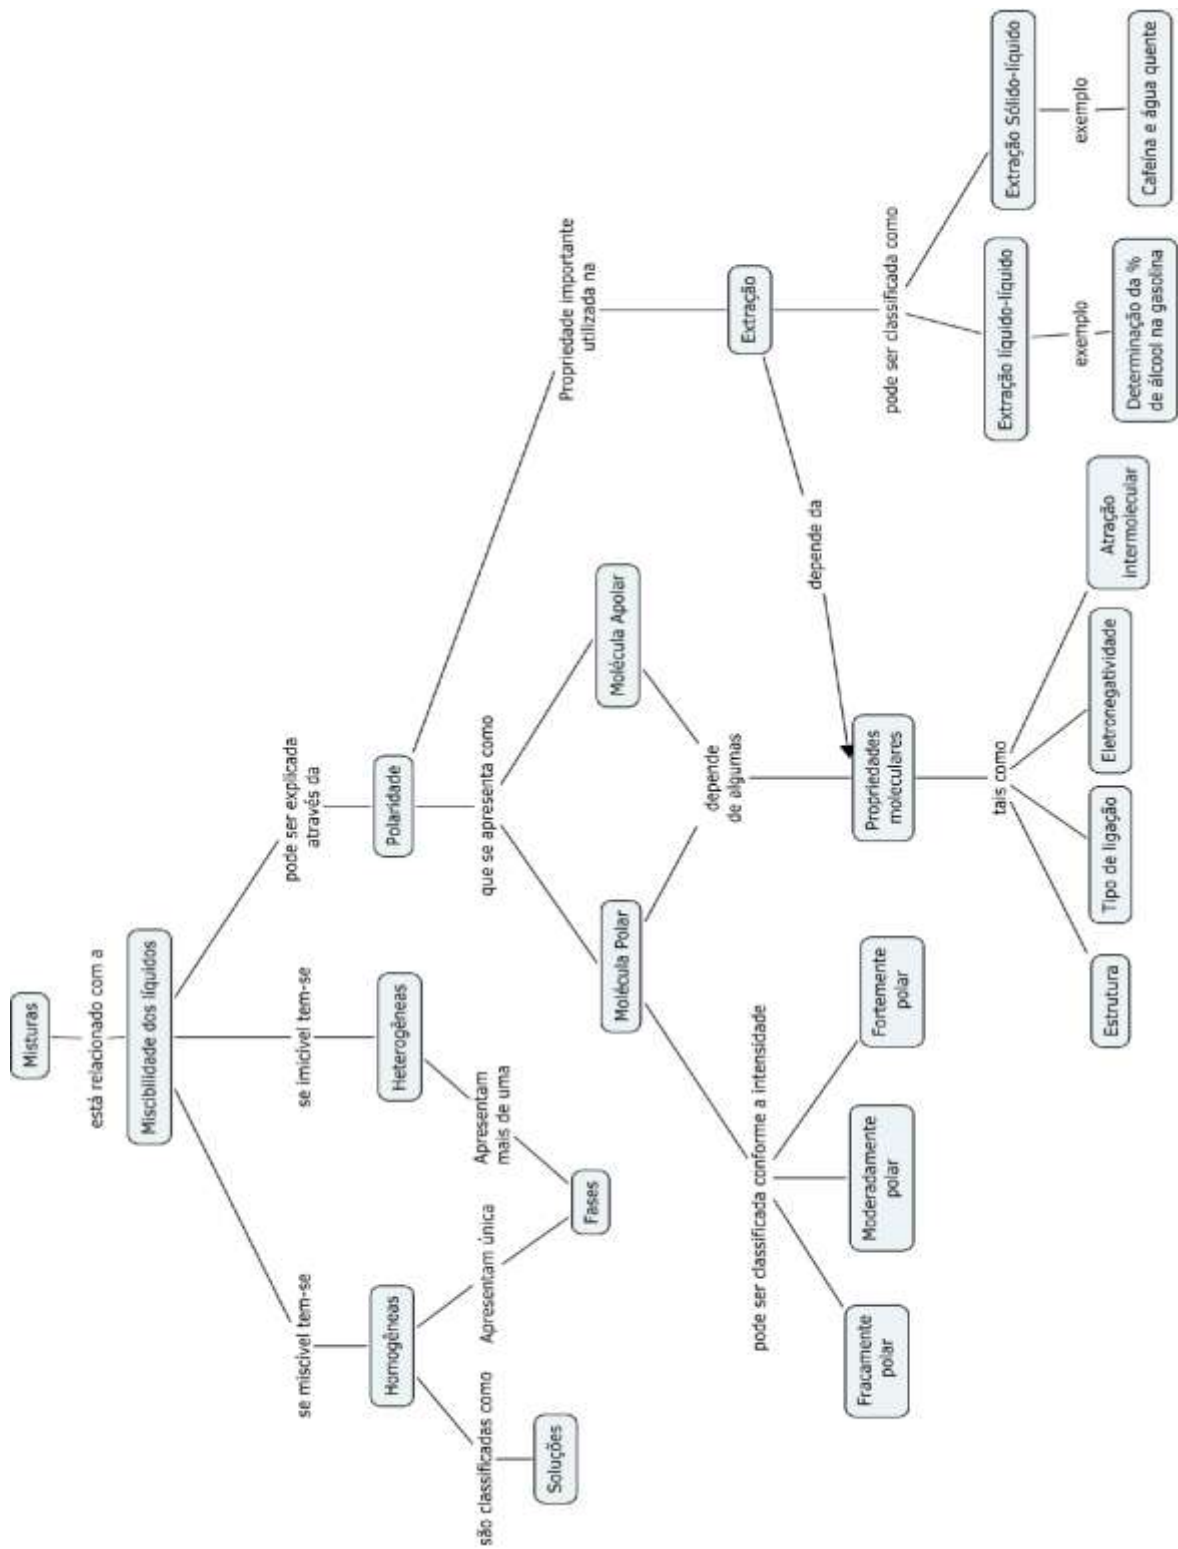 Misturas
está relacionado com a
Miscibilidade dos líquidos
se miscível tem-se
se imicível tem-se
pode ser explicada
através da
Homogêneas
Heterogêneas
Polaridade
são classificadas como
Apresentam única
Apresentam
mais de uma
que se apresenta como
Propriedade importante
utilizada na
Soluções
Fases
Molécula Polar
Molécula Apolar
pode ser classificada conforme a intensidade
depende
de algumas
Extração
depende da
Fracamente
polar
Moderadamente
polar
Fortemente
polar
Propriedades
moleculares
pode ser classificada como
tais como
Extração líquido-líquido
Extração Sólido-líquido
exemplo
exemplo
Estrutura
Tipo de ligação
Eletronegatividade
Atração
intermolecular
Determinação da %
de álcool na gasolina
Cafeína e água quente